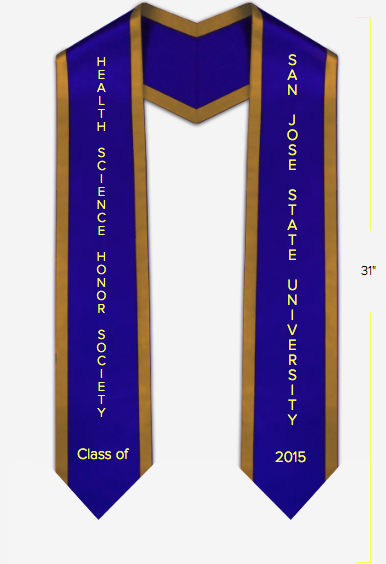 HEALTH SCIENCE HONOR SOCIETY
Class of
SAN JOSE STATE UNIVERSITY
2015
31"